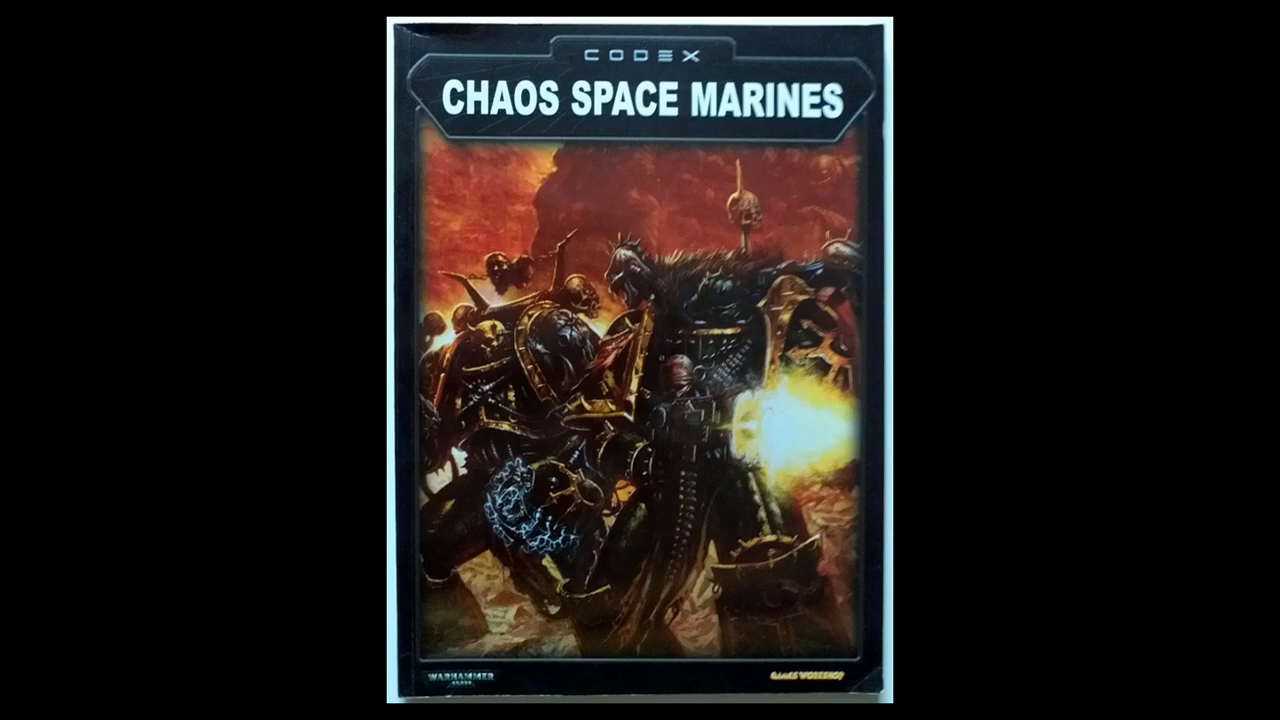 CODEX
CHAOS SPACE MARINES
WARHAMMER
40,000
GAMES WORKSHOP